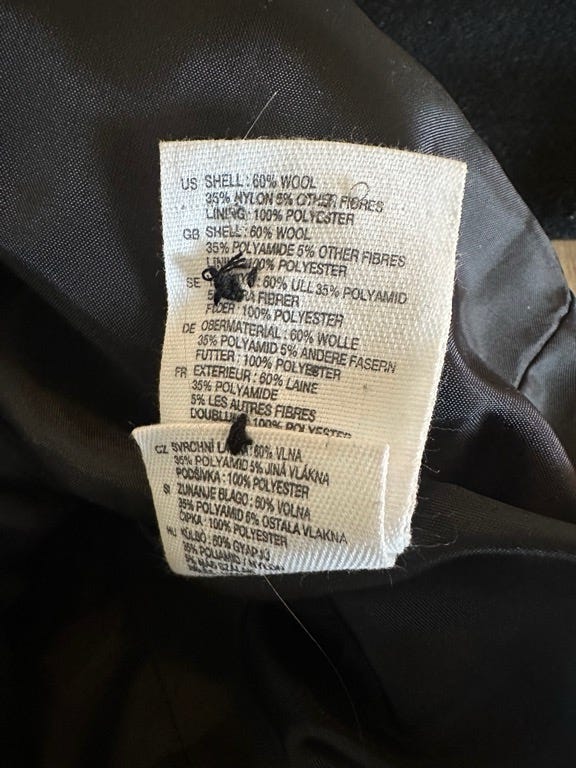 US SHELL : 60% WOOL
35% NYLON 5% OTHER FIBRES
LINING: 100% POLYESTER
GB SHELL : 60% WOOL
35% POLYAMIDE 5% OTHER FIBRES
100% POLYESTER
SE : 60% ULL 35% POLYAMID
5% FIBRER
FODER: 100% POLYESTER
DE OBERMATERIAL : 60% WOLLE
35% POLYAMID 5% ANDERE FASERN
FUTTER : 100% POLYESTER
FR EXTERIEUR : 60% LAINE
35% POLYAMIDE
5% LES AUTRES FIBRES
100% POLYESTER
CZ SVRCHNÍ 60% VLNA
35% POLYAMID 5% JINÁ VLÁKNA
PODŠÍVKA : 100% POLYESTER
SI ZUNANJE BLAGO : 60% VOLNA
35% POLYAMID 5% OSTALA VLAKNA
100% POLYESTER
HU KÜLSŐ : 60% GYAPJÚ
35%